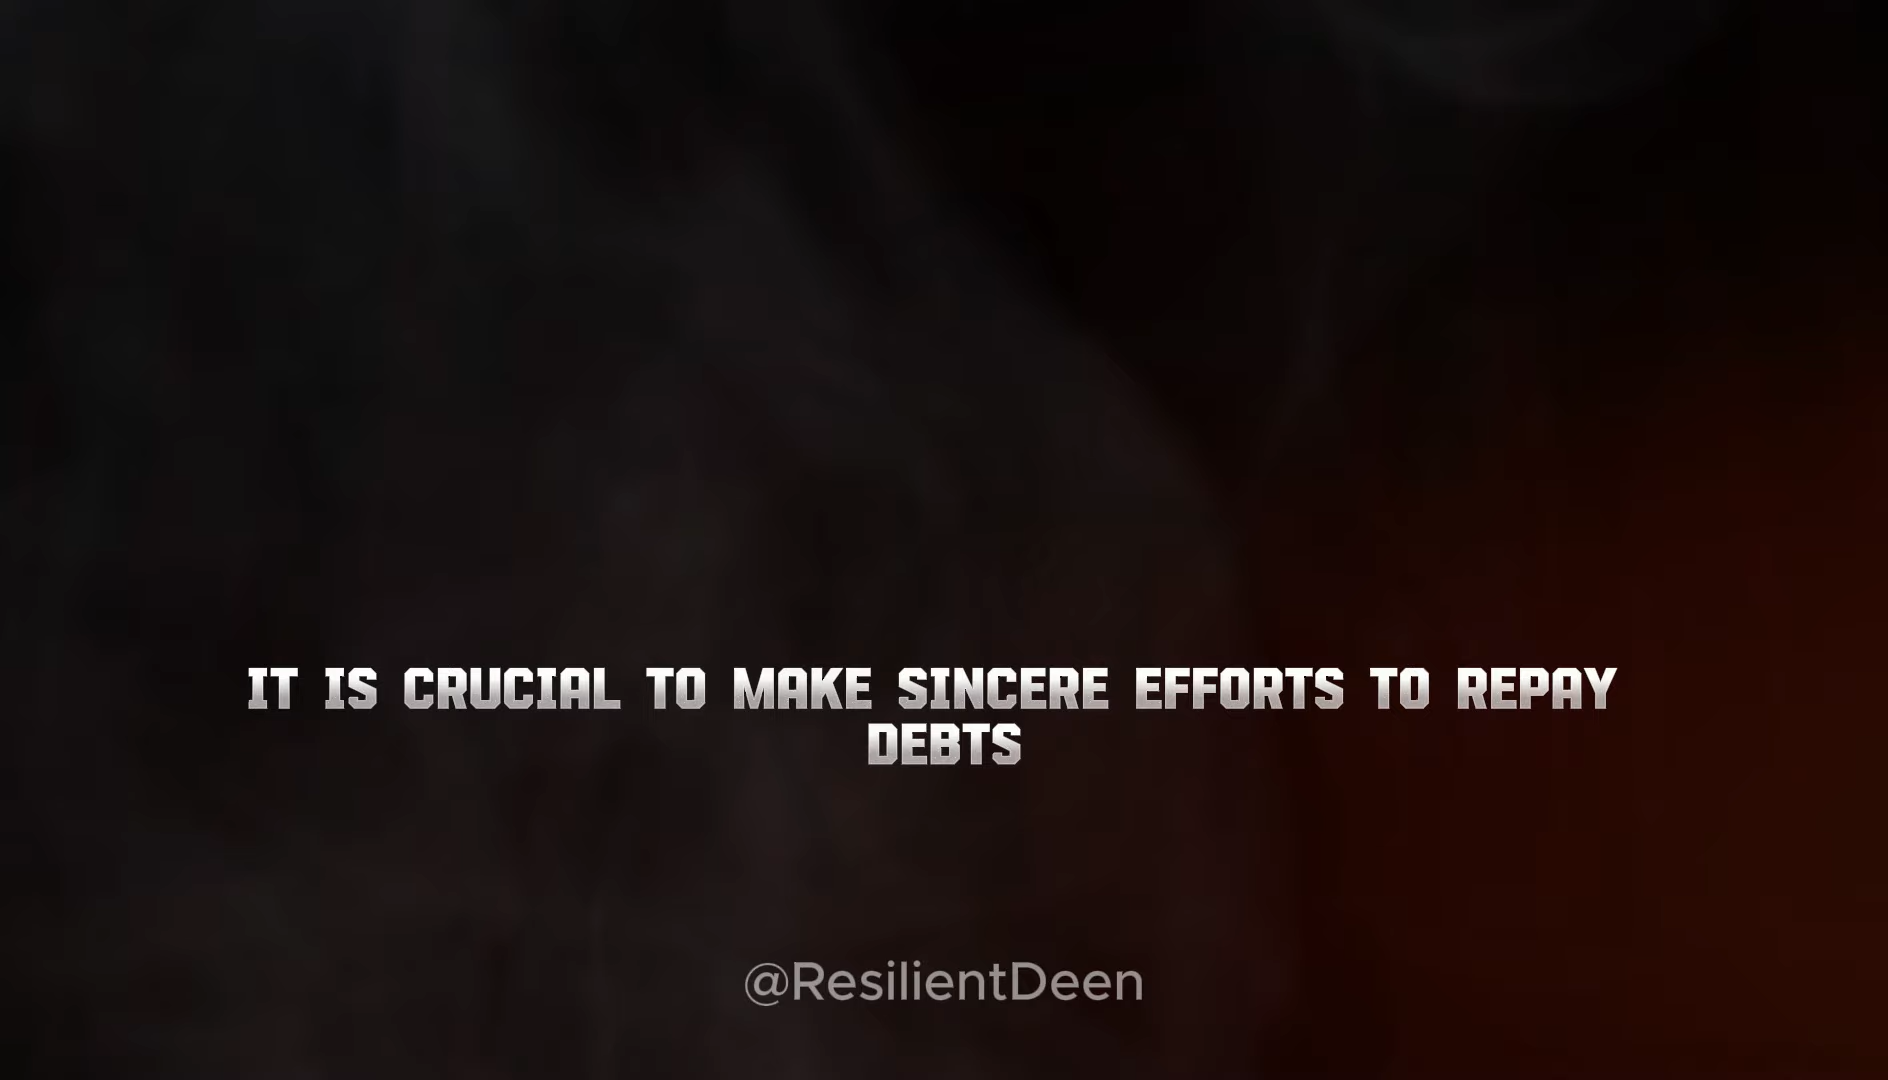 IT IS CRUCIAL TO MAKE SINCERE EFFORTS TO REPAY
DEBTS
@ResilientDeen